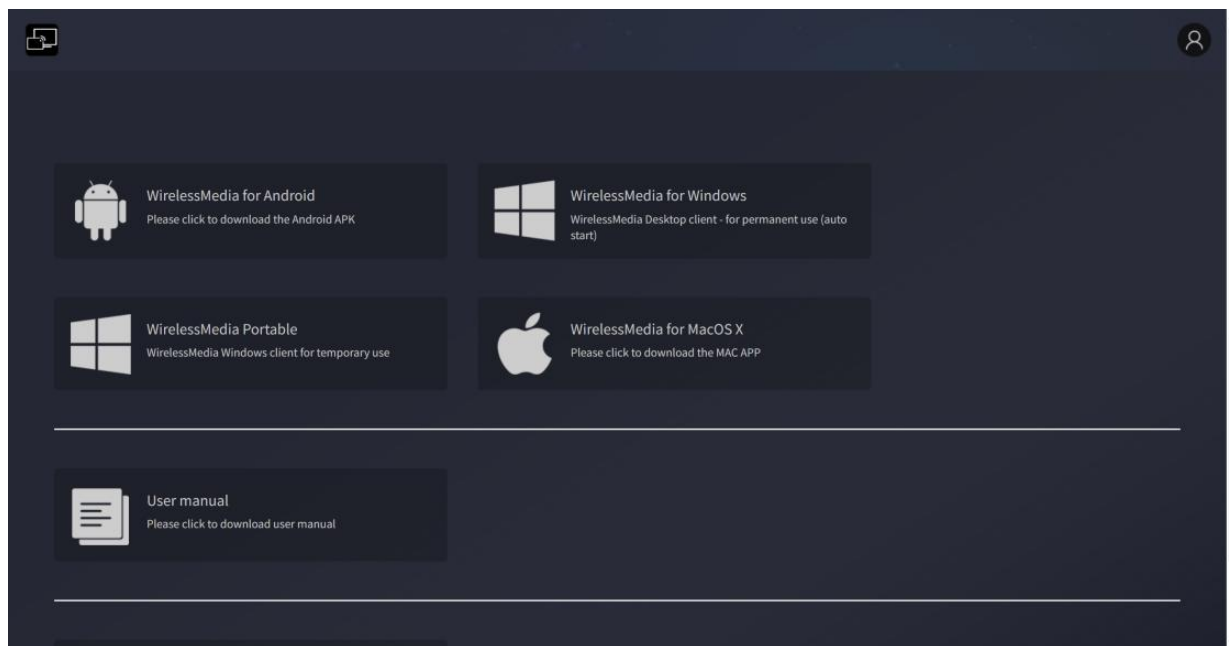 WirelessMedia for Android
Please click to download the Android APK
WirelessMedia for Windows
WirelessMedia Desktop client - for permanent use (auto
start)
WirelessMedia Portable
WirelessMedia Windows client for temporary use
WirelessMedia for MacOS X
Please click to download the MAC APP
User manual
Please click to download user manual